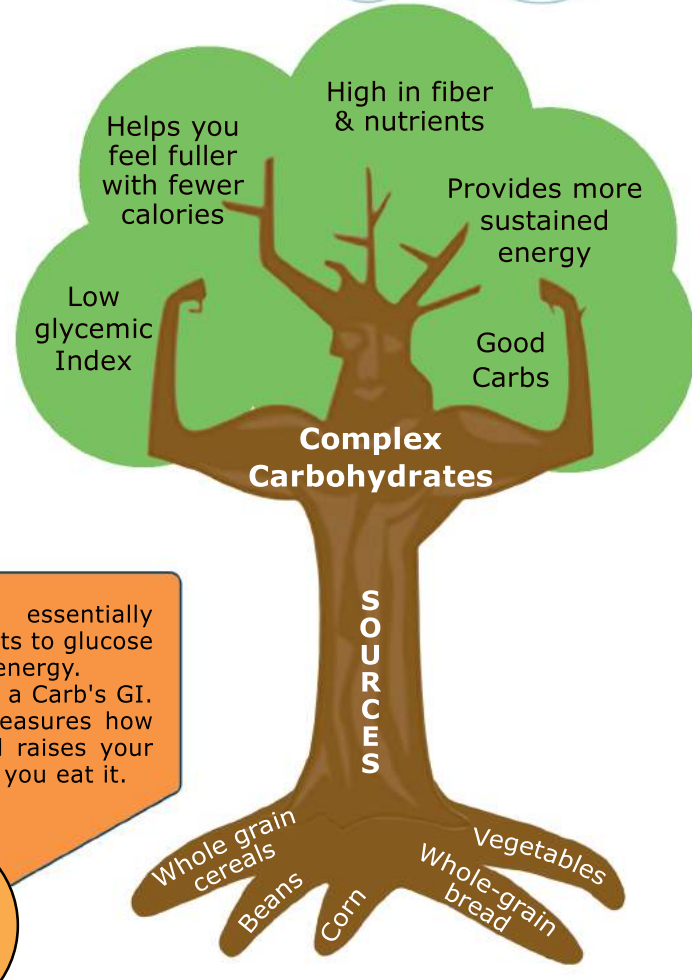 High in fiber
& nutrients
Helps you
feel fuller
with fewer
calories
Provides more
sustained
energy
Low
glycemic
Index
Good
Carbs
Complex
Carbohydrates
SOURCES
essentially
to glucose
energy.
a Carb's GI.
how
raises your
you eat it.
Whole grain
cereals
Beans
Corn
Whole-grain
bread
Vegetables